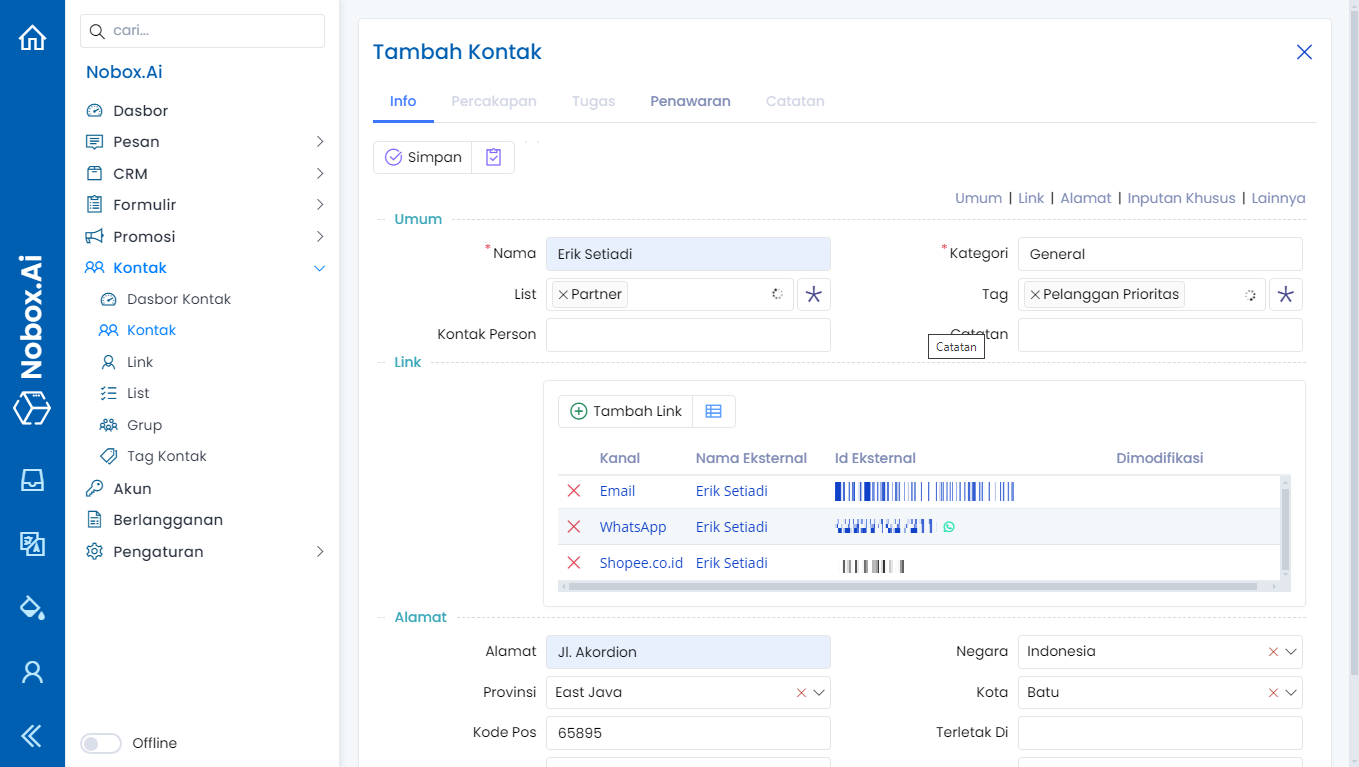 cari...
Nobox.Ai
Dasbor
Pesan
CRM
Formulir
Promosi
Kontak
Dasbor Kontak
Kontak
Link
List
Grup
Tag Kontak
Akun
Berlangganan
Pengaturan
Offline
Nobox.Ai
Tambah Kontak
Info Percakapan Tugas Penawaran Catatan
Simpan
Umum | Link | Alamat | Inputan Khusus | Lainnya
Umum
*Nama Erik Setiadi *Kategori General
List Partner Tag Pelanggan Prioritas
Kontak Person Catatan
Catatan
Link
Tambah Link
Kanal Nama Eksternal Id Eksternal Dimodifikasi
Email Erik Setiadi
WhatsApp Erik Setiadi
Shopee.co.id Erik Setiadi
Alamat
Alamat Jl. Akordion Negara Indonesia
Provinsi East Java Kota Batu
Kode Pos 65895 Terletak Di